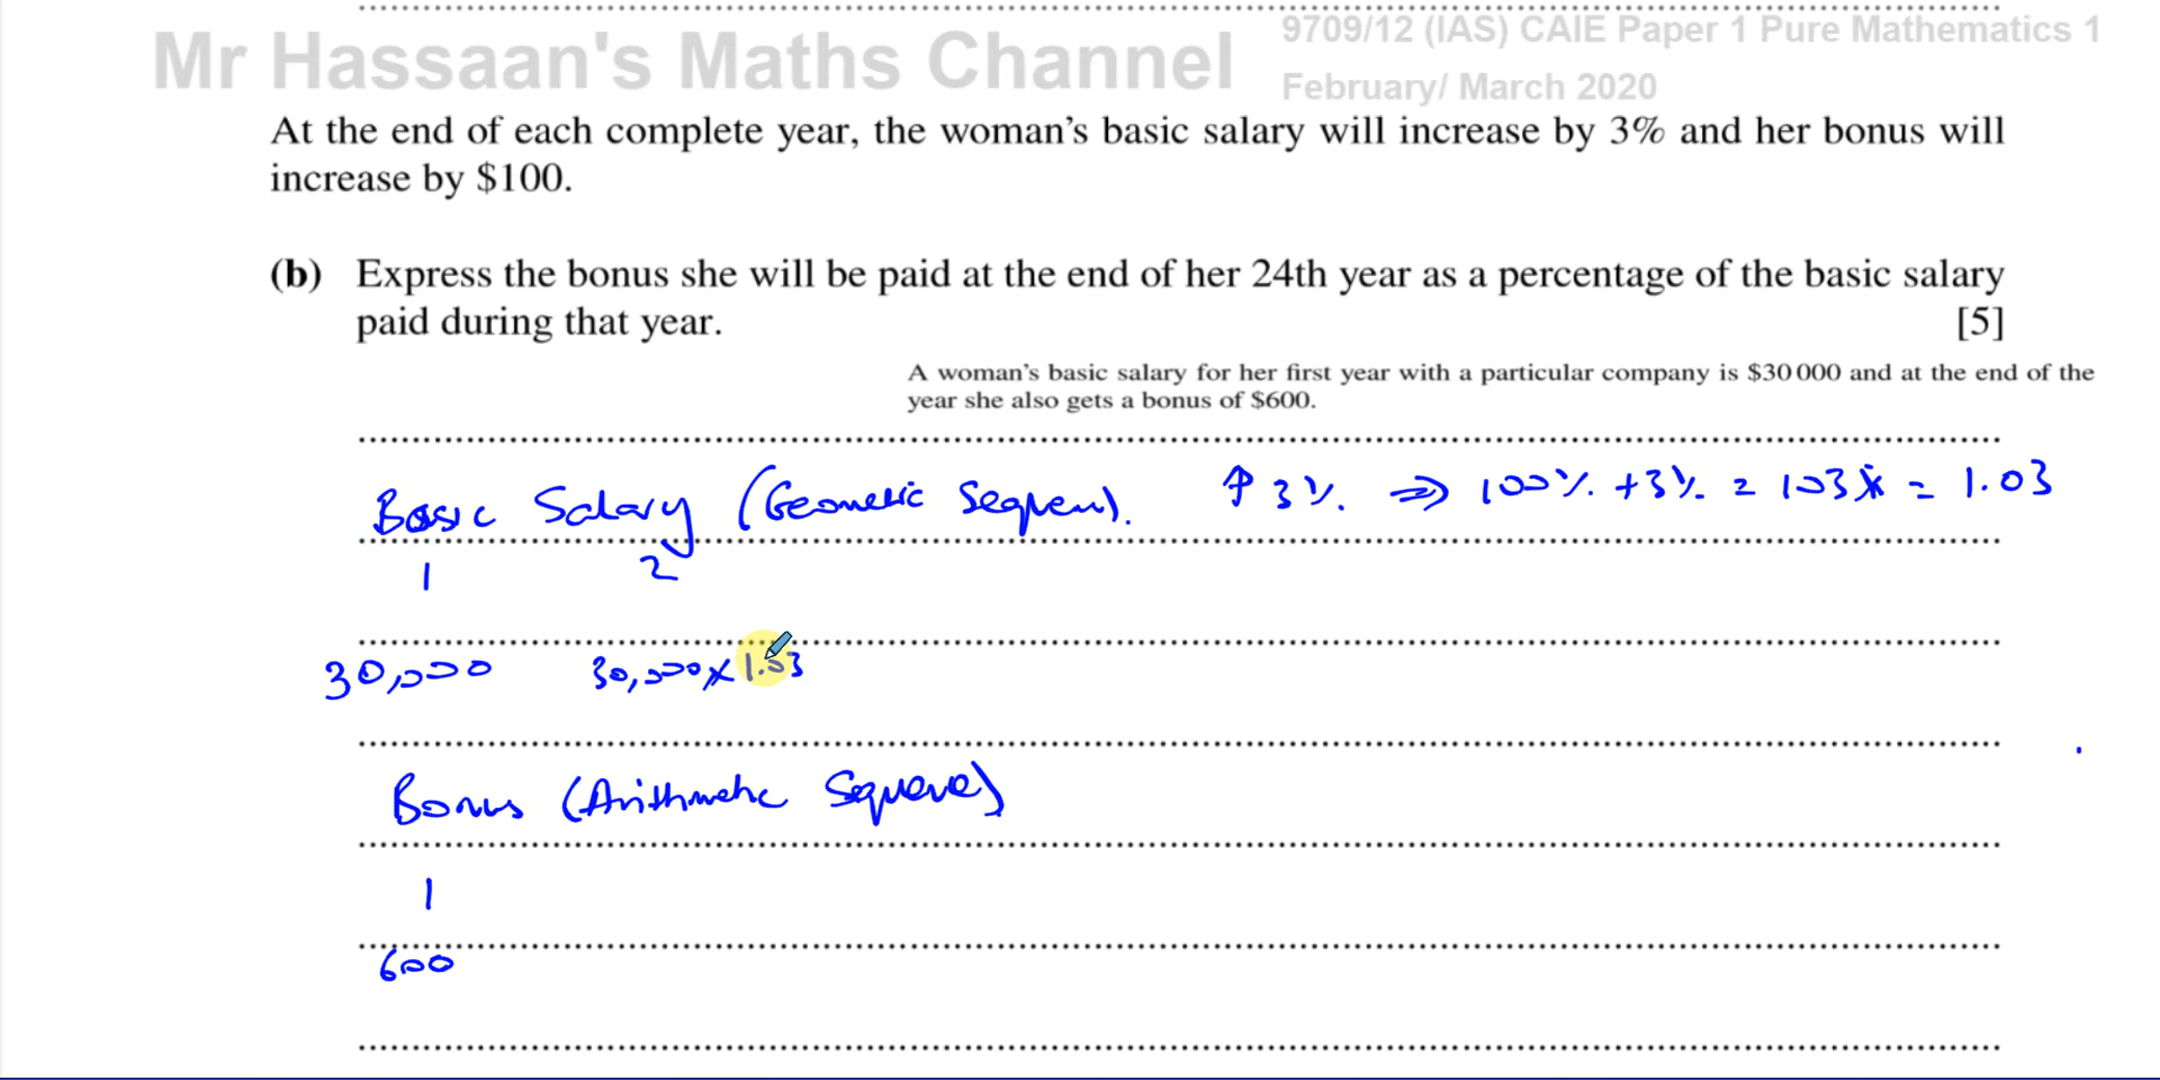 Mr Hassaan's Maths Channel
9709/12 (IAS) CAIE Paper 1 Pure Mathematics 1
February/ March 2020
At the end of each complete year, the woman's basic salary will increase by 3% and her bonus will
increase by $100.
(b) Express the bonus she will be paid at the end of her 24th year as a percentage of the basic salary
paid during that year. [5]
A woman's basic salary for her first year with a particular company is $30 000 and at the end of the
year she also gets a bonus of $600.
Basic Salary (Geometric Sequence). ↑ 3% ⇒ 100% + 3% = 103% = 1.03
1 2
30,000 30,000 × 1.03
Bonus (Arithmetic Sequence)
1
600